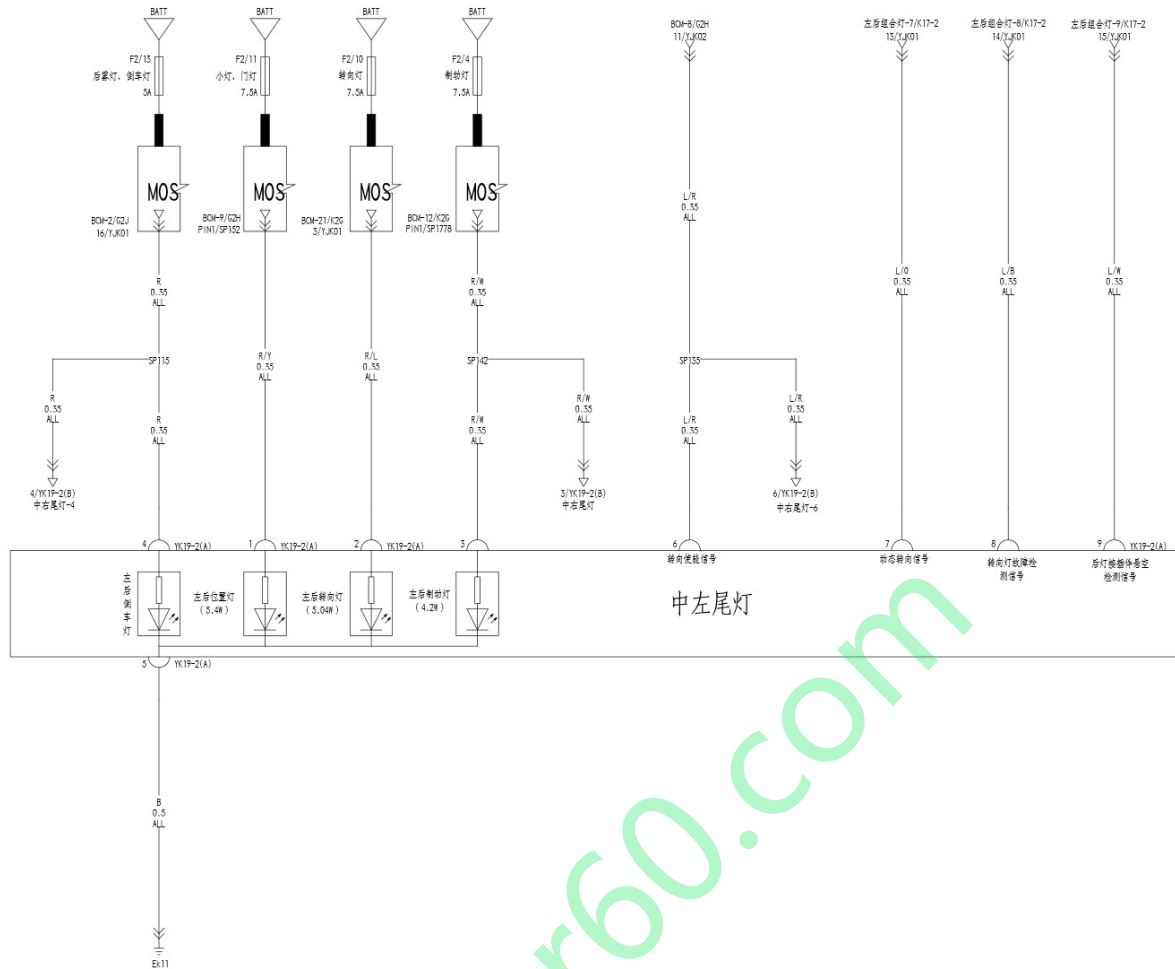 BATT
BATT
BATT
BATT
BCM-8/G2H
11/YJK02
左后组合灯-7/K17-2
13/YJK01
左后组合灯-8/K17-2
14/YJK01
左后组合灯-9/K17-2
15/YJK01
F2/13
后雾灯、倒车灯
5A
F2/11
小灯、门灯
7.5A
F2/10
转向灯
7.5A
F2/4
制动灯
7.5A
MOS
MOS
MOS
MOS
BCM-2/G2J
16/YJK01
BCM-9/G2H
PIN1/SP152
BCM-21/K2G
3/YJK01
BCM-12/K2G
PIN1/SP1778
L/R
0.35
ALL
R
0.35
ALL
R/W
0.35
ALL
L/O
0.35
ALL
L/B
0.35
ALL
L/W
0.35
ALL
SP115
R/Y
0.35
ALL
R/L
0.35
ALL
SP142
SP135
R
0.35
ALL
R
0.35
ALL
R/W
0.35
ALL
R/W
0.35
ALL
L/R
0.35
ALL
L/R
0.35
ALL
4/YK19-2(B)
中右尾灯-4
3/YK19-2(B)
中右尾灯
6/YK19-2(B)
中右尾灯-6
4 YK19-2(A)
1 YK19-2(A)
2 YK19-2(A)
3
6
7
8
9 YK19-2(A)
转向使能信号
动态转向信号
转向灯故障检
测信号
后灯接插件悬空
检测信号
左后倒车灯
左后位置灯
(5.4W)
左后转向灯
(5.04W)
左后制动灯
(4.2W)
中左尾灯
5 YK19-2(A)
B
0.5
ALL
Ek11
r60.com